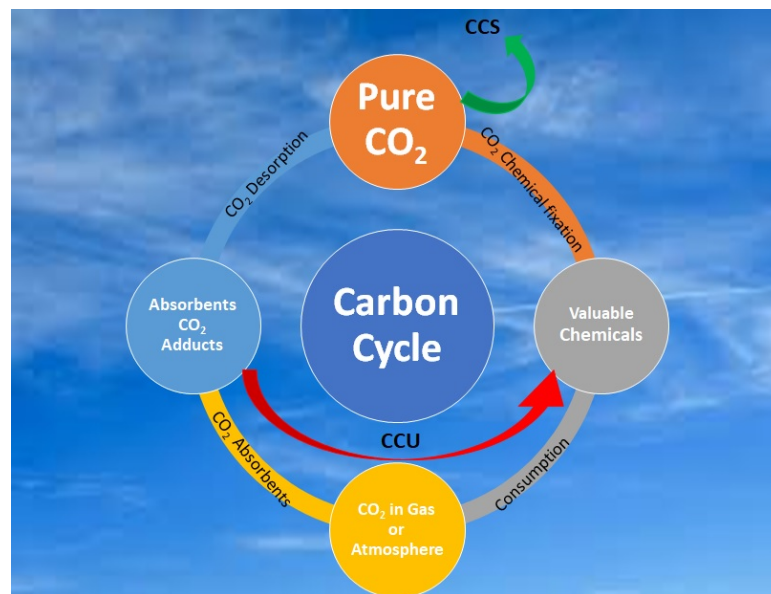 CCS
Pure
CO₂
CO₂ Desorption
CO₂ Chemical fixation
Absorbents
CO₂
Adducts
Carbon
Cycle
Valuable
Chemicals
CCU
CO₂ Absorbents
Consumption
CO₂ in Gas
or
Atmosphere